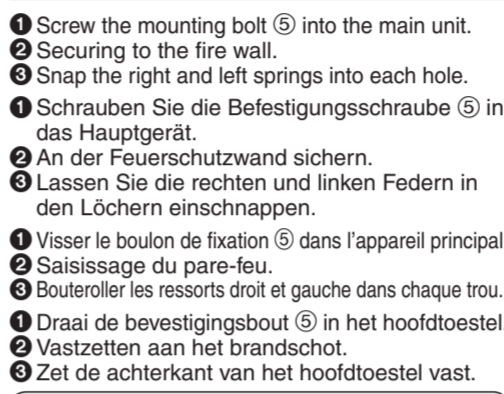 ❶ Screw the mounting bolt ⑤ into the main unit.
❷ Securing to the fire wall.
❸ Snap the right and left springs into each hole.
❶ Schrauben Sie die Befestigungsschraube ⑤ in
das Hauptgerät.
❷ An der Feuerschutzwand sichern.
❸ Lassen Sie die rechten und linken Federn in
den Löchern einschnappen.
❶ Visser le boulon de fixation ⑤ dans l'appareil principal
❷ Saisissage du pare-feu.
❸ Bouteroller les ressorts droit et gauche dans chaque trou.
❶ Draai de bevestigingsbout ⑤ in het hoofdtoestel
❷ Vastzetten aan het brandschot.
❸ Zet de achterkant van het hoofdtoestel vast.